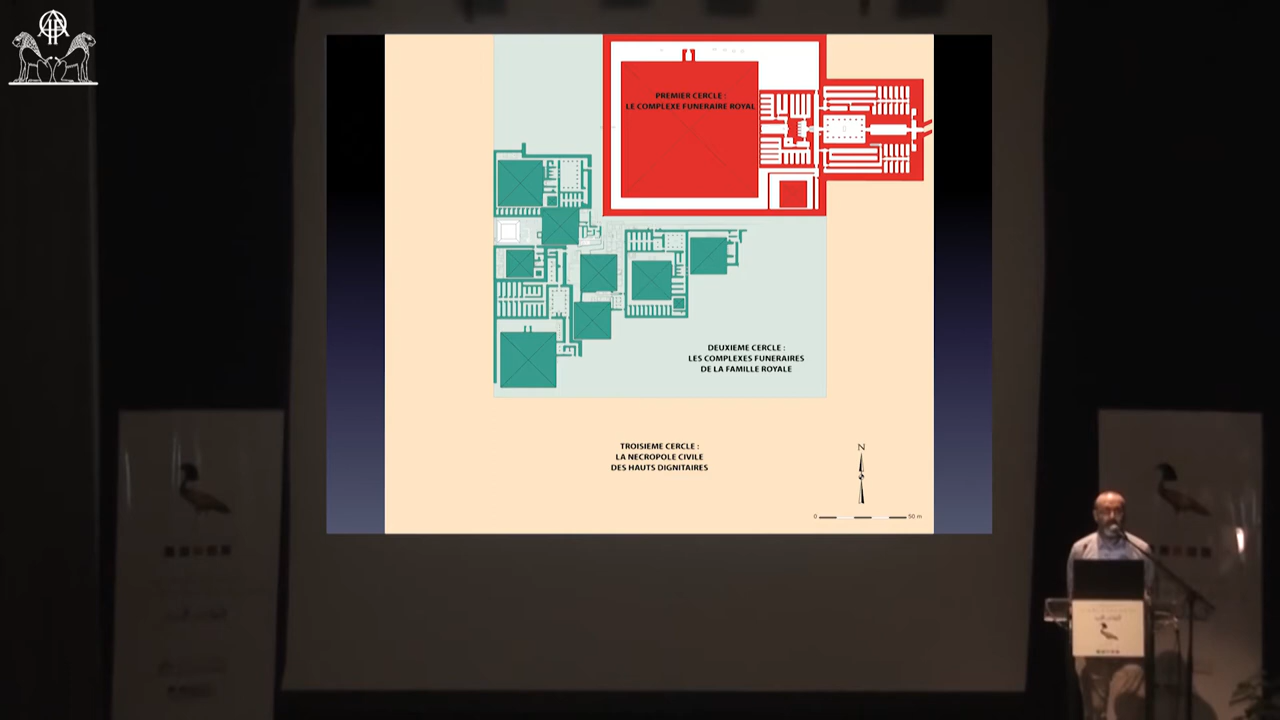 PREMIER CERCLE :
LE COMPLEXE FUNERAIRE ROYAL
DEUXIEME CERCLE :
LES COMPLEXES FUNERAIRES
DE LA FAMILLE ROYALE
TROISIEME CERCLE :
LA NECROPOLE CIVILE
DES HAUTS DIGNITAIRES
N
0 50 m